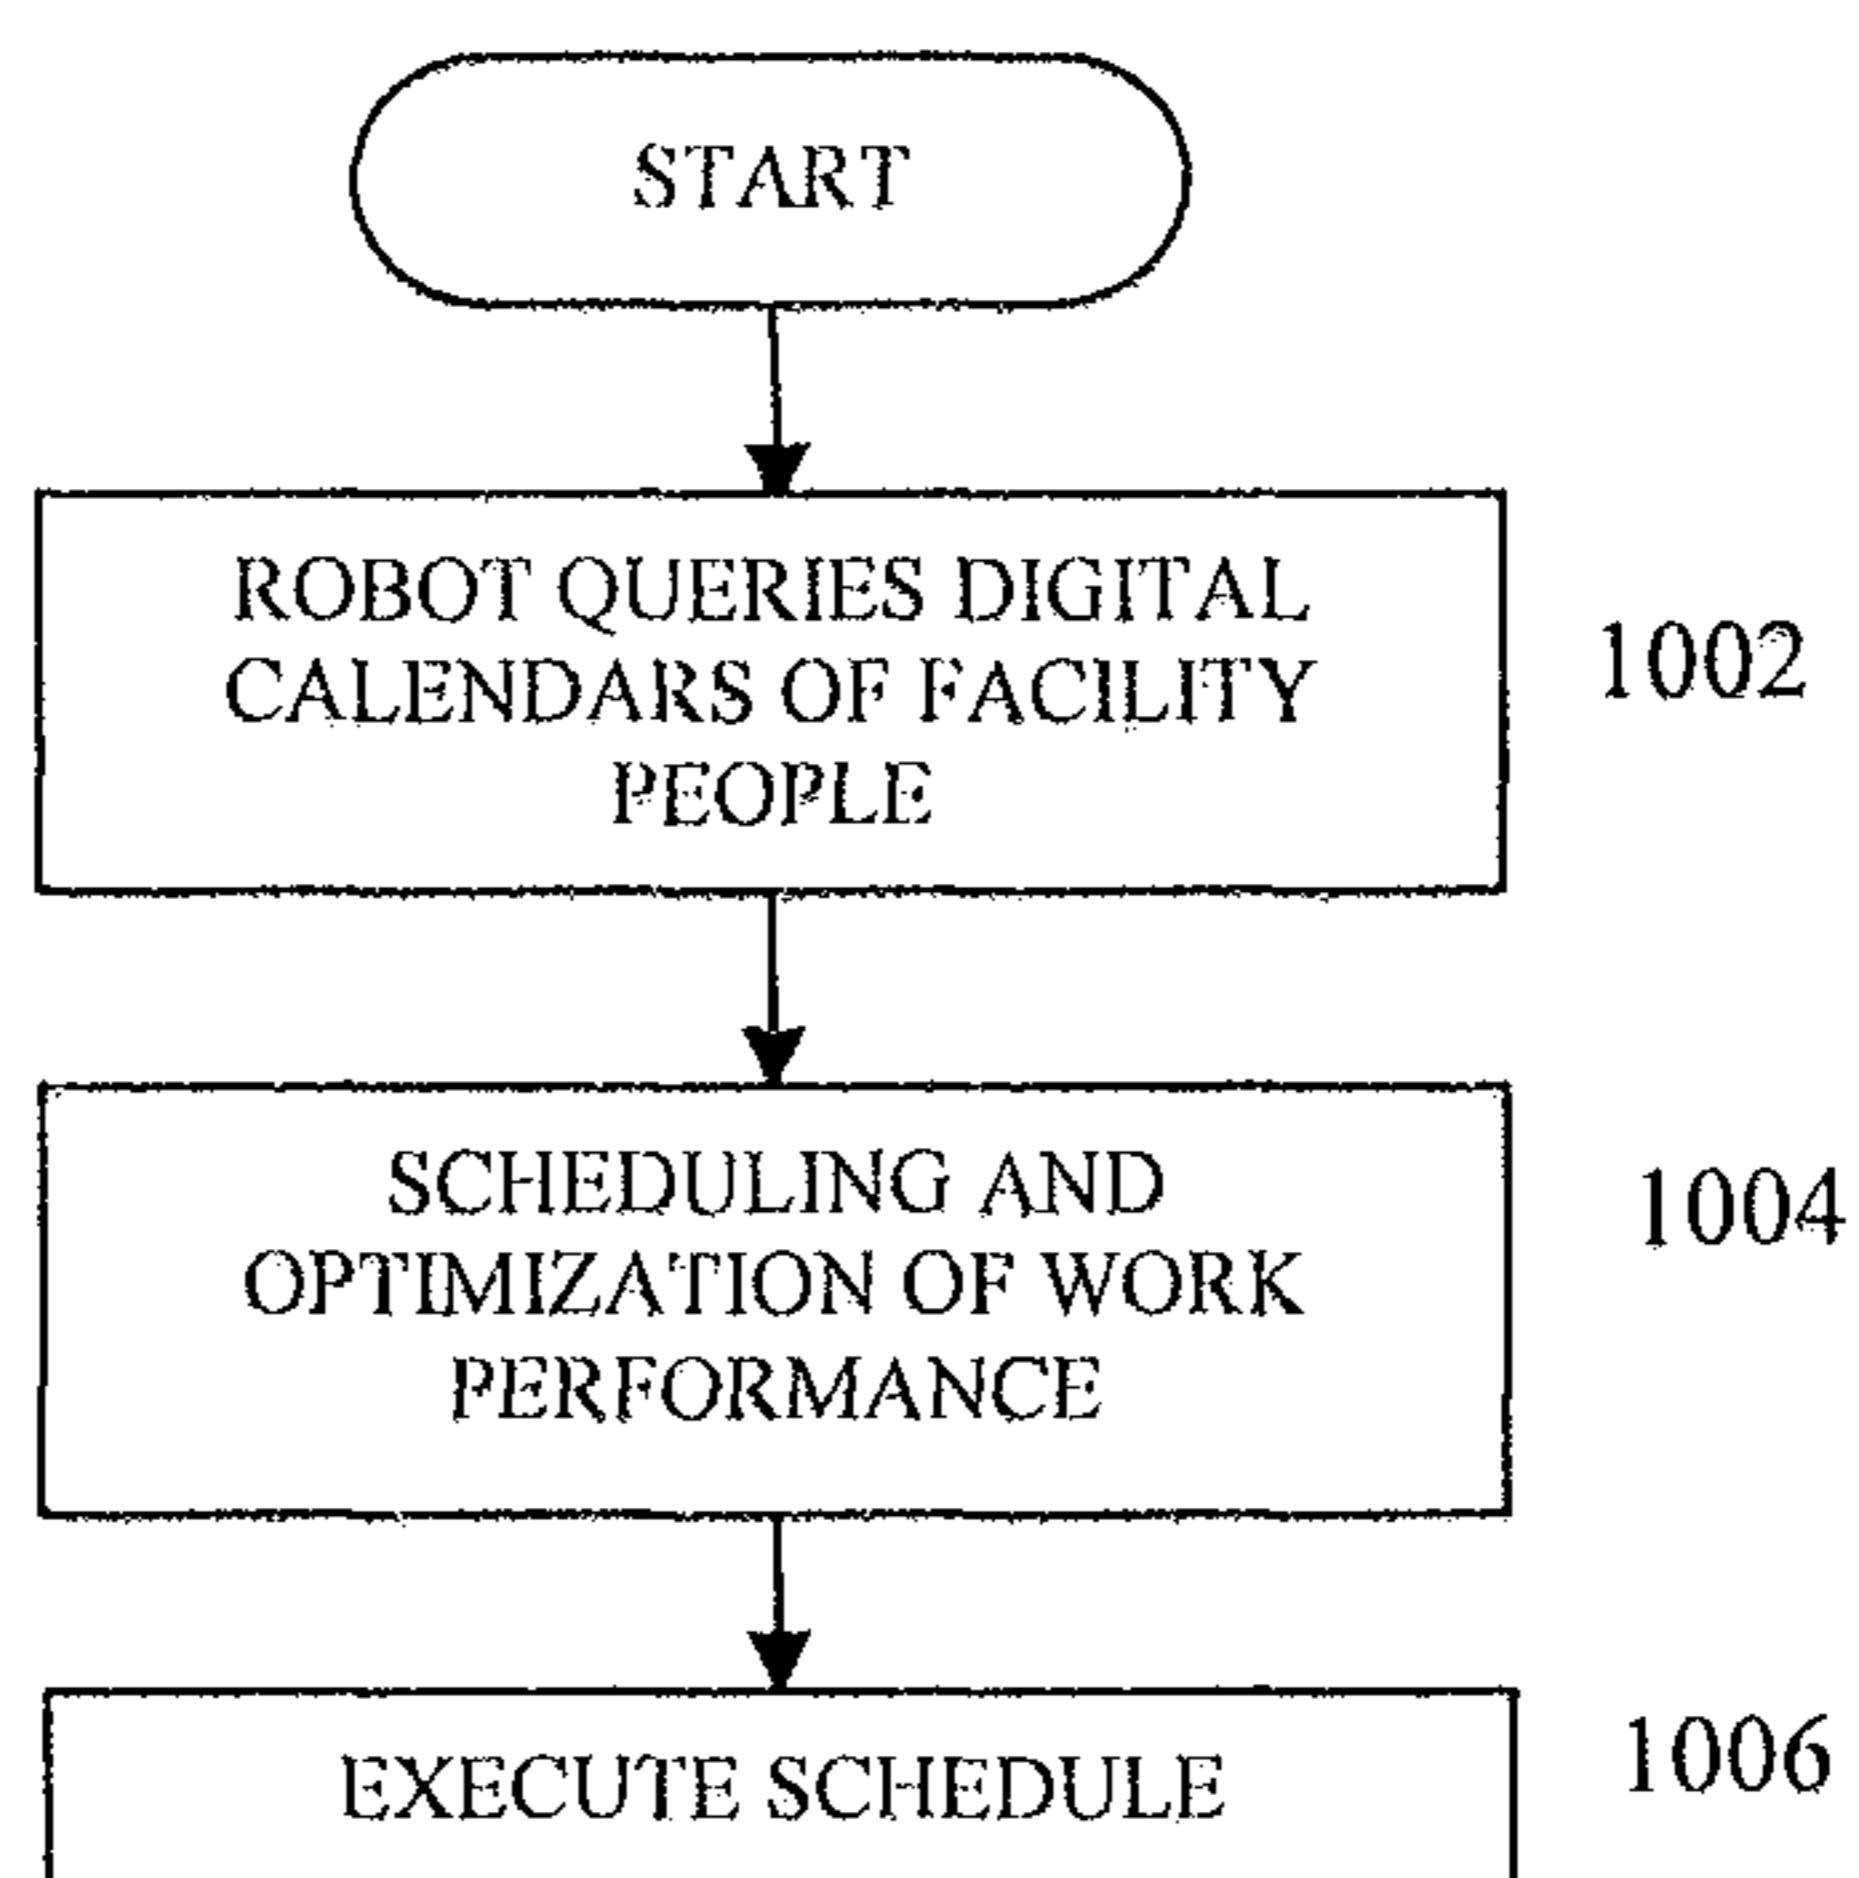 START
ROBOT QUERIES DIGITAL
CALENDARS OF FACILITY
PEOPLE
1002
SCHEDULING AND
OPTIMIZATION OF WORK
PERFORMANCE
1004
EXECUTE SCHEDULE
1006